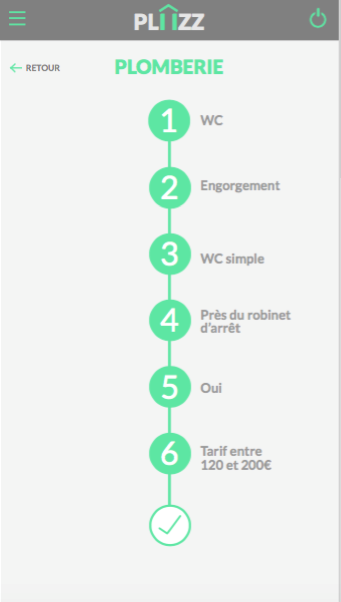 PLIIZZ
← RETOUR
PLOMBERIE
1 WC
2 Engorgement
3 WC simple
4 Près du robinet
d'arrêt
5 Oui
6 Tarif entre
120 et 200€